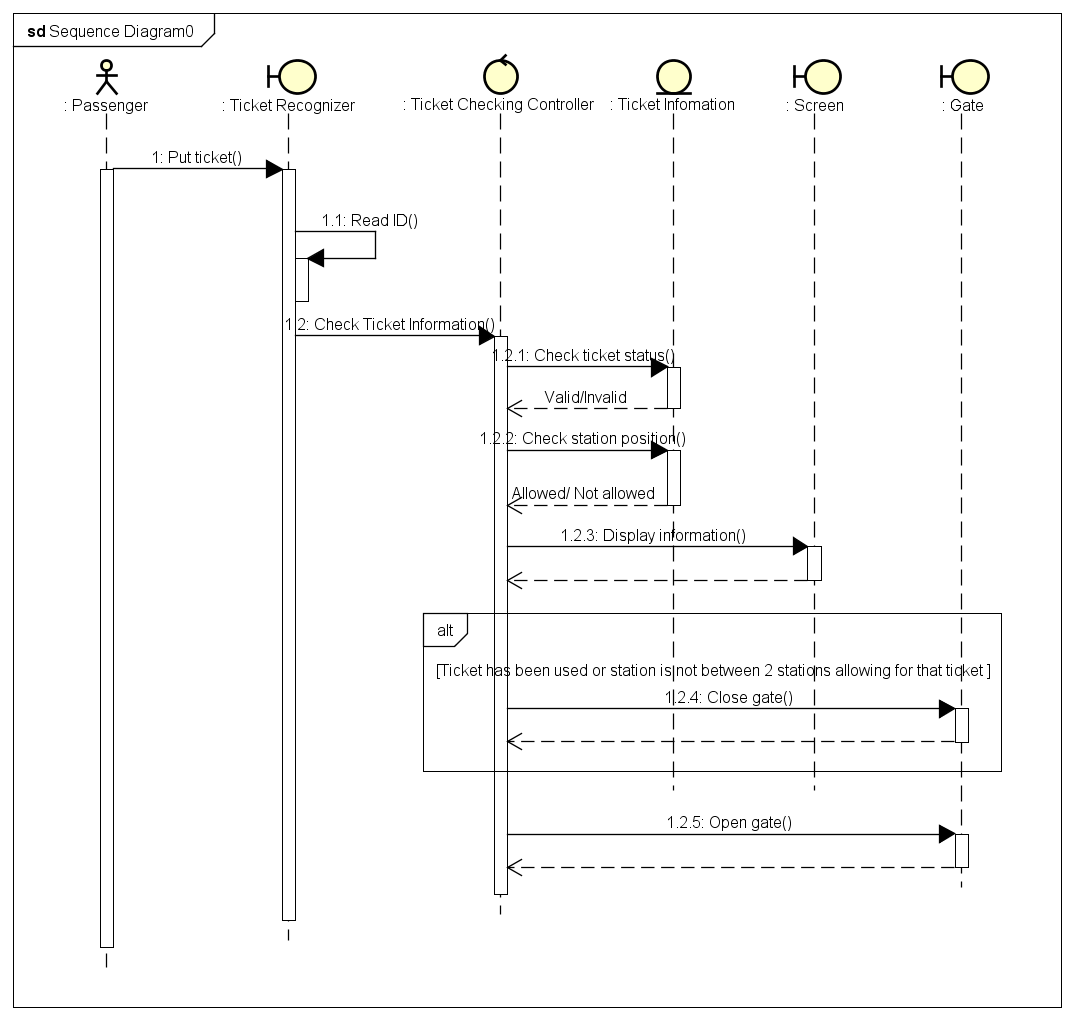 sd Sequence Diagram0
: Passenger
: Ticket Recognizer
: Ticket Checking Controller
: Ticket Infomation
: Screen
: Gate
1: Put ticket()
1.1: Read ID()
1.2: Check Ticket Information()
1.2.1: Check ticket status()
Valid/Invalid
1.2.2: Check station position()
Allowed/ Not allowed
1.2.3: Display information()
alt
[Ticket has been used or station is not between 2 stations allowing for that ticket ]
1.2.4: Close gate()
1.2.5: Open gate()